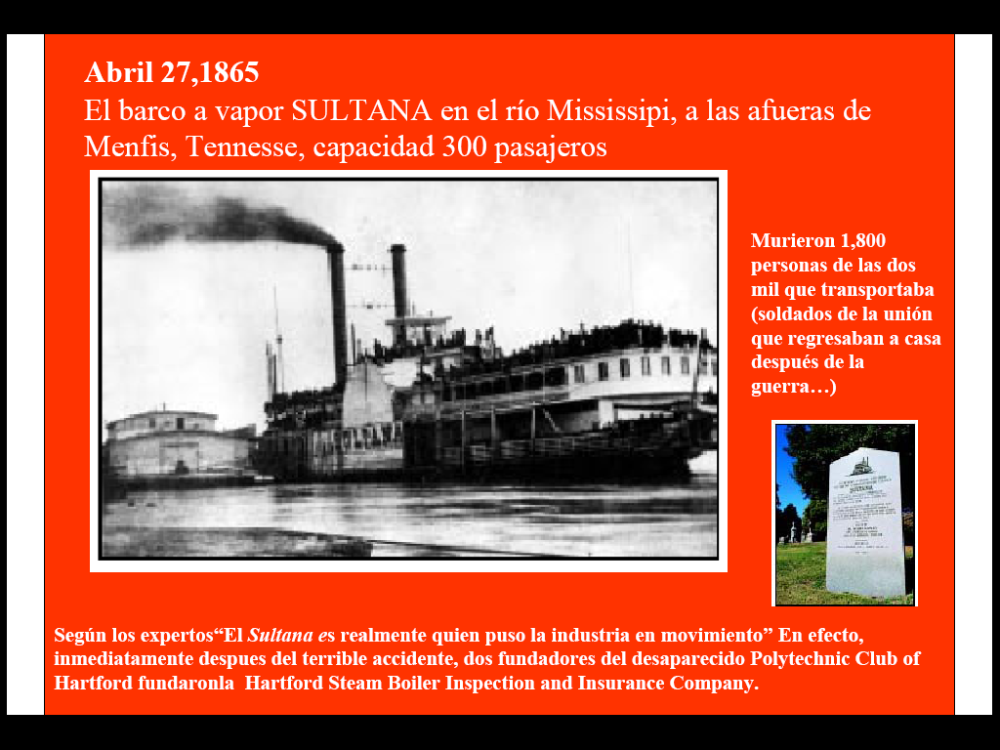 Abril 27,1865
El barco a vapor SULTANA en el río Mississipi, a las afueras de
Menfis, Tennesse, capacidad 300 pasajeros
Murieron 1,800
personas de las dos
mil que transportaba
(soldados de la unión
que regresaban a casa
después de la
guerra…)
SULTANA
Según los expertos“El Sultana es realmente quien puso la industria en movimiento” En efecto,
inmediatamente despues del terrible accidente, dos fundadores del desaparecido Polytechnic Club of
Hartford fundaronla  Hartford Steam Boiler Inspection and Insurance Company.